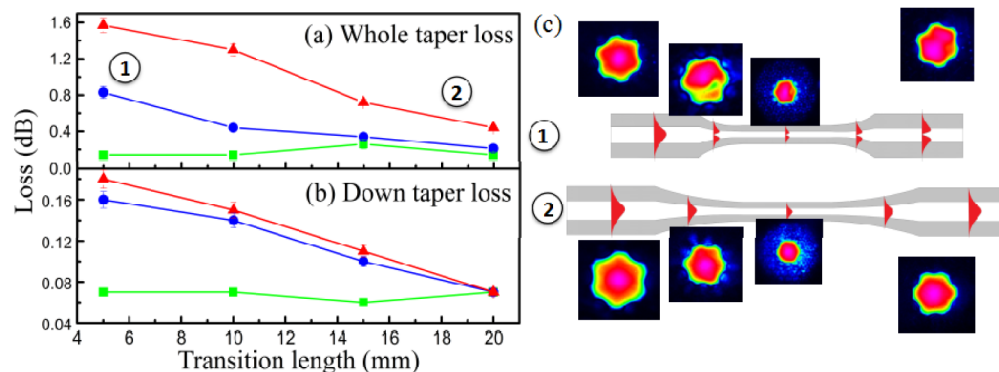 (a) Whole taper loss
1.6
1.2
0.8
0.4
0.0
1
2
(b) Down taper loss
0.16
0.12
0.08
0.04
Loss (dB)
4 6 8 10 12 14 16 18 20
Transition length (mm)
(c)
1
2